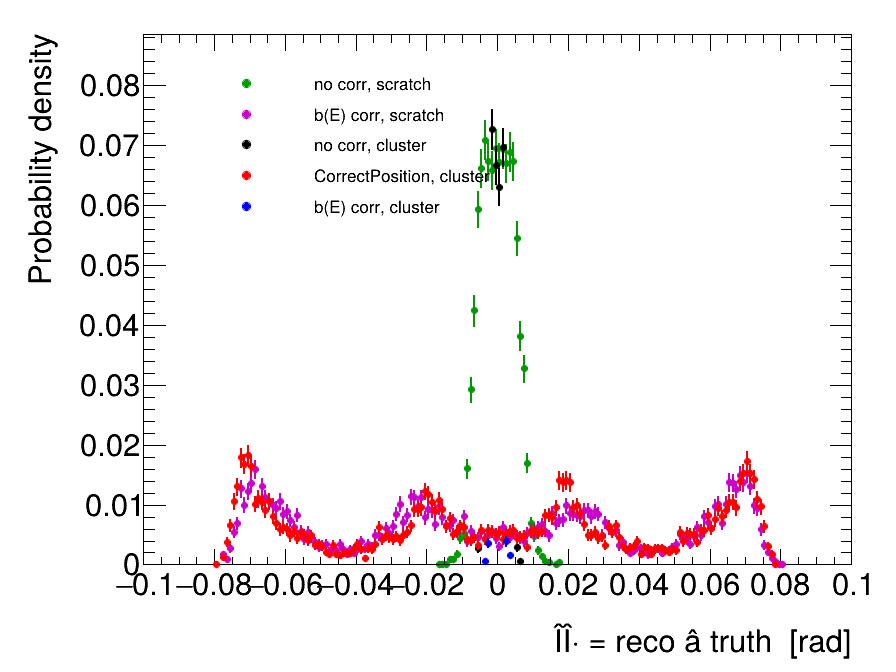 Probability density
0.08
0.07
0.06
0.05
0.04
0.03
0.02
0.01
0
no corr, scratch
b(E) corr, scratch
no corr, cluster
CorrectPosition, cluster
b(E) corr, cluster
−0.1 −0.08 −0.06 −0.04 −0.02 0 0.02 0.04 0.06 0.08 0.1
ÎÎ· = reco â truth [rad]